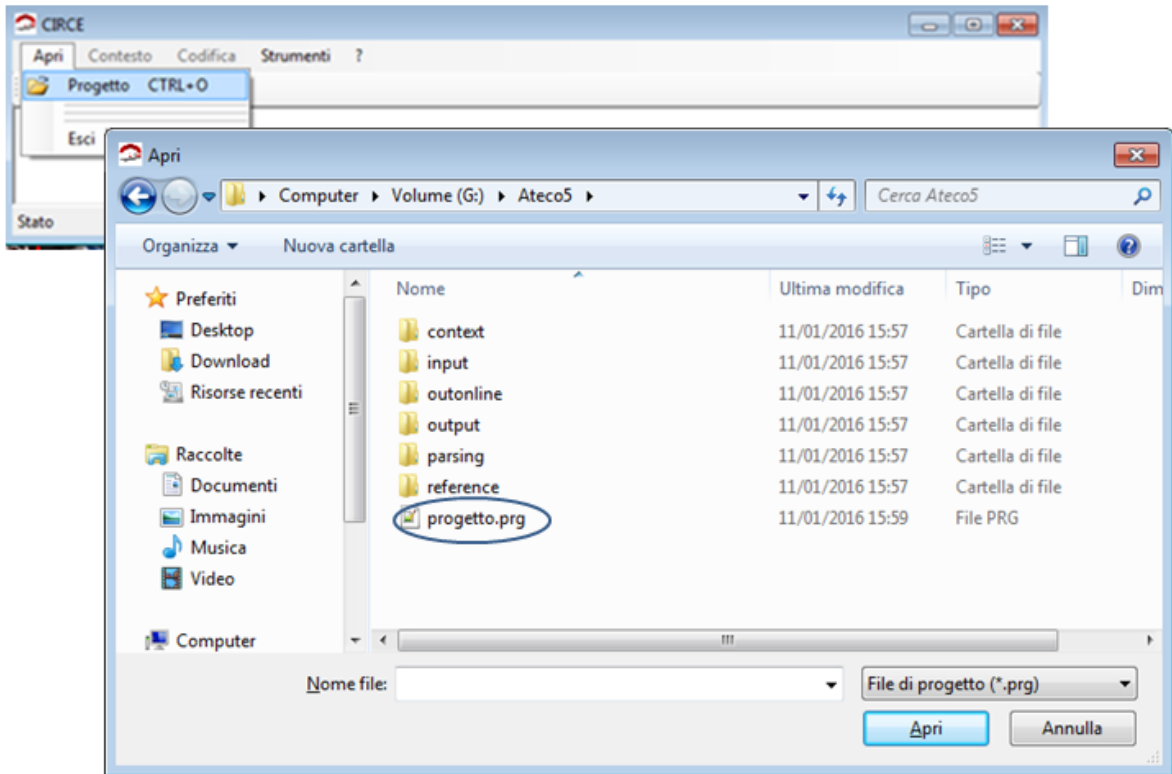 CIRCE
Apri Contesto Codifica Strumenti ?
Progetto CTRL+O
Esci
Stato
Apri
Computer Volume (G:) Ateco5
Cerca Ateco5
Organizza Nuova cartella
Nome Ultima modifica Tipo Dim
Preferiti
Desktop
Download
Risorse recenti
Raccolte
Documenti
Immagini
Musica
Video
Computer
context 11/01/2016 15:57 Cartella di file
input 11/01/2016 15:57 Cartella di file
outonline 11/01/2016 15:57 Cartella di file
output 11/01/2016 15:57 Cartella di file
parsing 11/01/2016 15:57 Cartella di file
reference 11/01/2016 15:57 Cartella di file
progetto.prg 11/01/2016 15:59 File PRG
Nome file: File di progetto (*.prg)
Apri Annulla